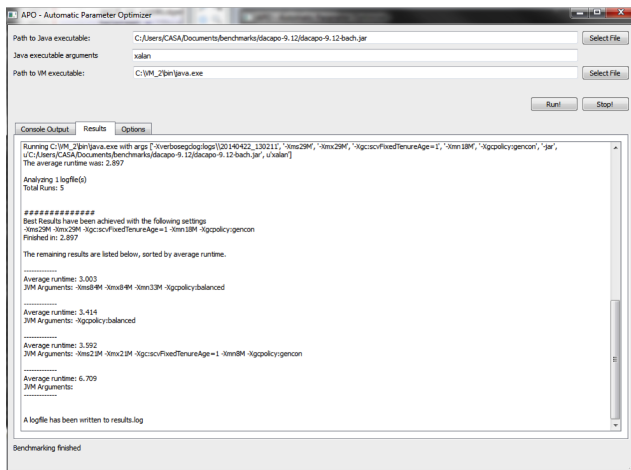 APO - Automatic Parameter Optimizer
Path to Java executable: C:/Users/CASA/Documents/benchmarks/dacapo-9.12/dacapo-9.12-bach.jar Select File
Java executable arguments xalan
Path to VM executable: C:\VM_2\bin\java.exe Select File
Run! Stop!
Console Output Results Options
Running C:\VM_2\bin\java.exe with args ['-Xverbosegclog:logs\\20140422_130211', '-Xms29M', '-Xmx29M', '-Xgc:scvFixedTenureAge=1', '-Xmn18M', '-Xgcpolicy:gencon', '-jar',
u'C:/Users/CASA/Documents/benchmarks/dacapo-9.12/dacapo-9.12-bach.jar', u'xalan']
The average runtime was: 2.897
Analyzing 1 logfile(s)
Total Runs: 5
##############
Best Results have been achieved with the following settings
-Xms29M -Xmx29M -Xgc:scvFixedTenureAge=1 -Xmn18M -Xgcpolicy:gencon
Finished in: 2.897
The remaining results are listed below, sorted by average runtime.
-------------
Average runtime: 3.003
JVM Arguments: -Xms84M -Xmx84M -Xmn33M -Xgcpolicy:balanced
-------------
Average runtime: 3.414
JVM Arguments: -Xgcpolicy:balanced
-------------
Average runtime: 3.592
JVM Arguments: -Xms21M -Xmx21M -Xgc:scvFixedTenureAge=1 -Xmn8M -Xgcpolicy:gencon
-------------
Average runtime: 6.709
JVM Arguments:
-------------
A logfile has been written to results.log
Benchmarking finished